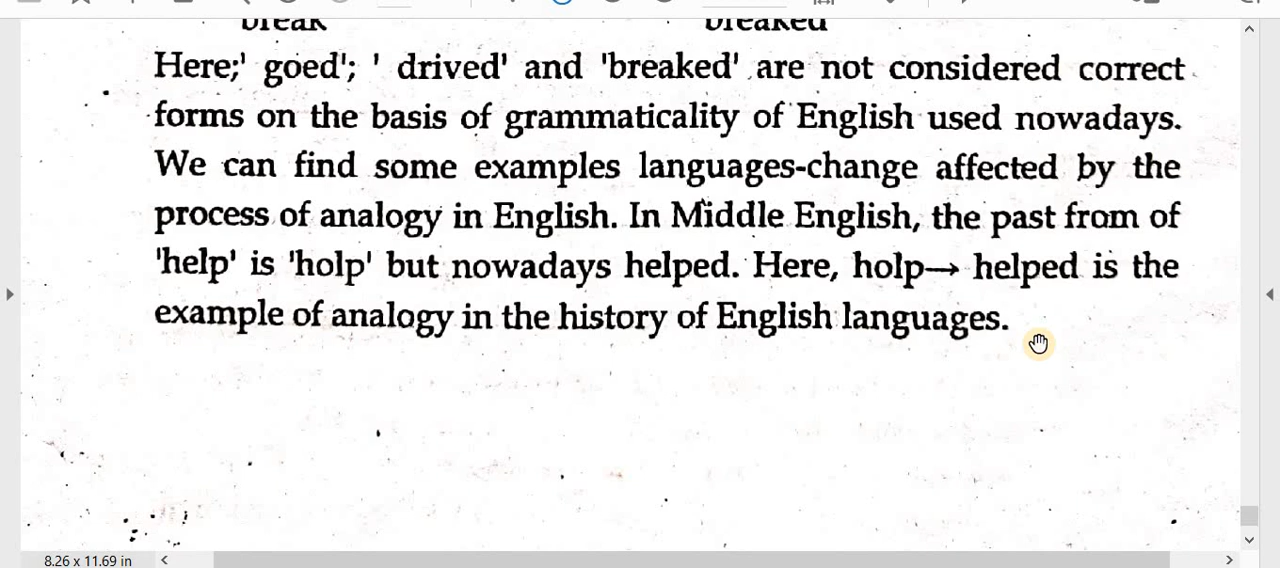 break breaked
Here;' goed'; ' drived' and 'breaked' are not considered correct
forms on the basis of grammaticality of English used nowadays.
We can find some examples languages-change affected by the
process of analogy in English. In Middle English, the past from of
'help' is 'holp' but nowadays helped. Here, holp→ helped is the
example of analogy in the history of English languages.
8.26 x 11.69 in